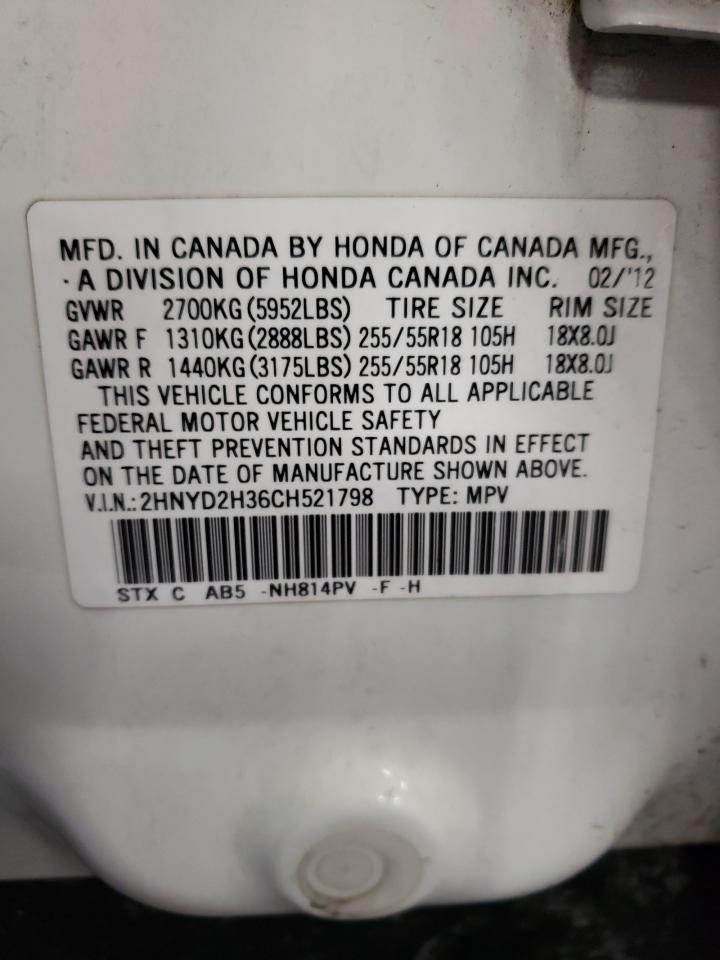 MFD. IN CANADA BY HONDA OF CANADA MFG.,
A DIVISION OF HONDA CANADA INC. 02/'12
GVWR 2700KG(5952LBS) TIRE SIZE RIM SIZE
GAWR F 1310KG(2888LBS) 255/55R18 105H 18X8.0J
GAWR R 1440KG(3175LBS) 255/55R18 105H 18X8.0J
THIS VEHICLE CONFORMS TO ALL APPLICABLE
FEDERAL MOTOR VEHICLE SAFETY
AND THEFT PREVENTION STANDARDS IN EFFECT
ON THE DATE OF MANUFACTURE SHOWN ABOVE.
V.I.N.: 2HNYD2H36CH521798 TYPE: MPV
STX C AB5 -NH814PV -F -H